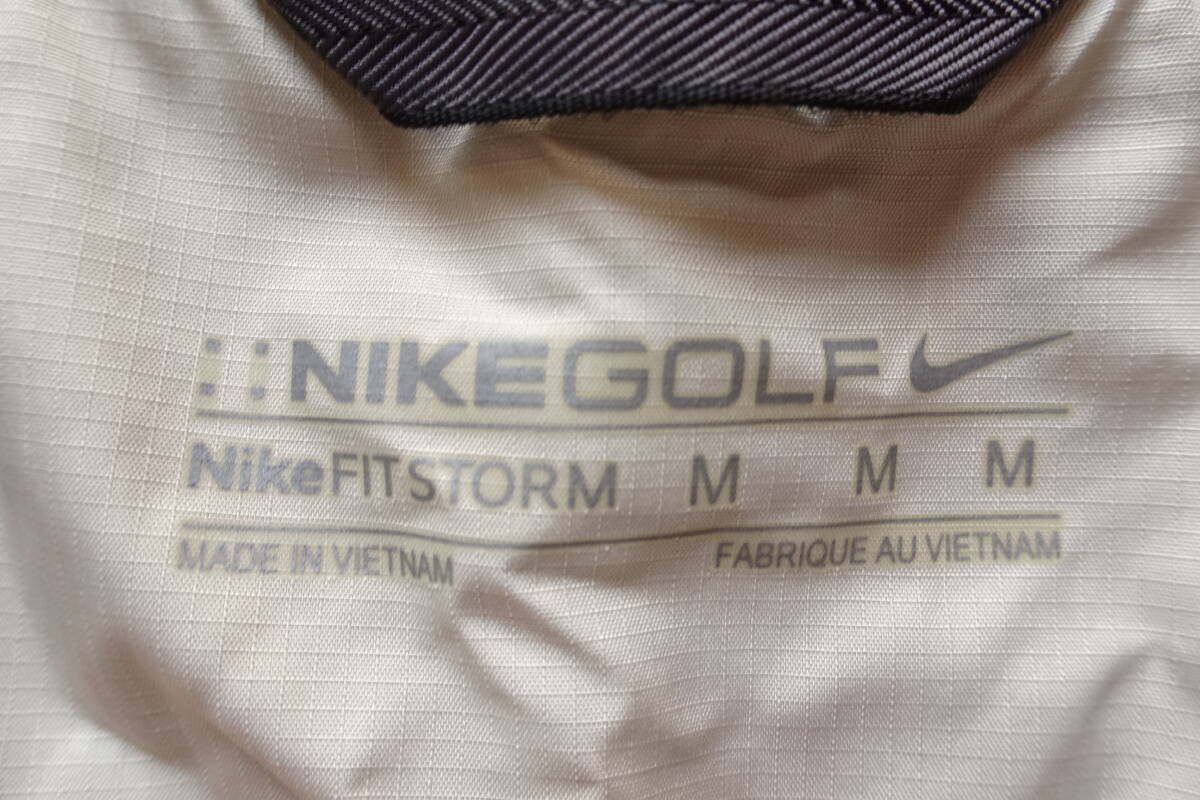 ::NIKEGOLF
NikeFITSTORM M M M
MADE IN VIETNAM FABRIQUE AU VIETNAM